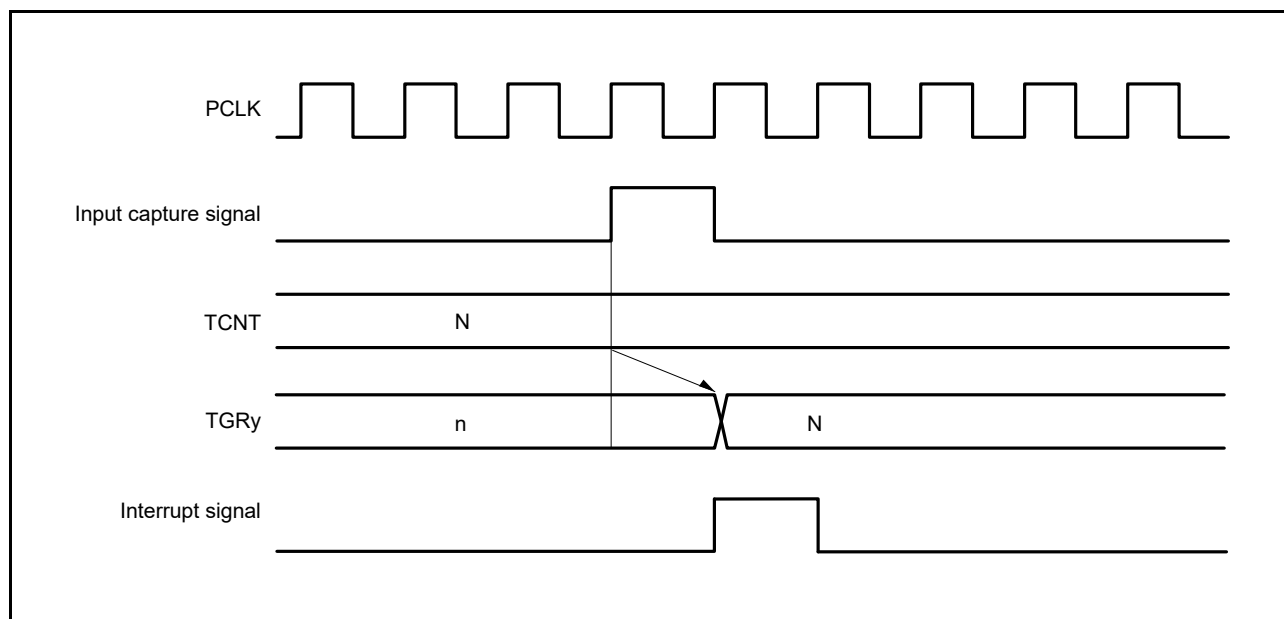 PCLK
Input capture signal
TCNT
N
TGRy
n
N
Interrupt signal